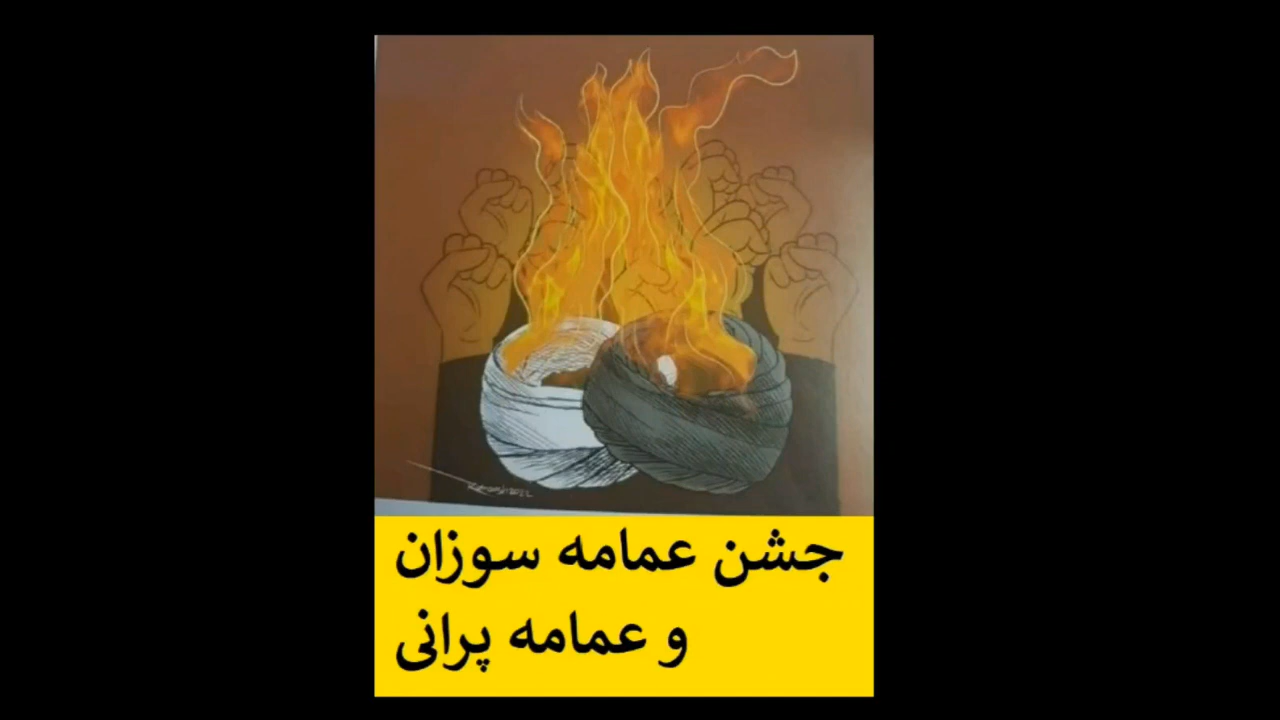 جشن عمامه سوزان
و عمامه پرانی